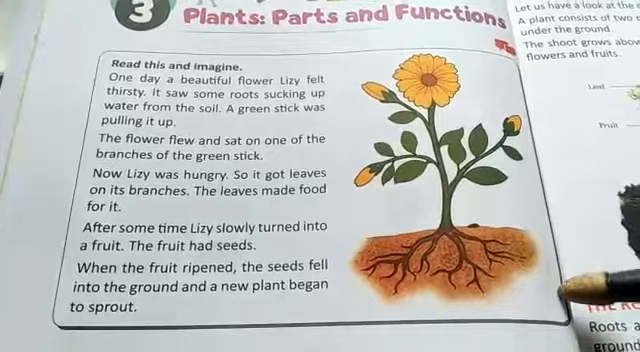 3
Plants: Parts and Functions
Read this and imagine.
One day a beautiful flower Lizy felt
thirsty. It saw some roots sucking up
water from the soil. A green stick was
pulling it up.
The flower flew and sat on one of the
branches of the green stick.
Now Lizy was hungry. So it got leaves
on its branches. The leaves made food
for it.
After some time Lizy slowly turned into
a fruit. The fruit had seeds.
When the fruit ripened, the seeds fell
into the ground and a new plant began
to sprout.
Let us have a look at the
A plant consists of two
under the ground.
The shoot grows
flowers and fruits.
Leaf
Fruit
Roots
ground